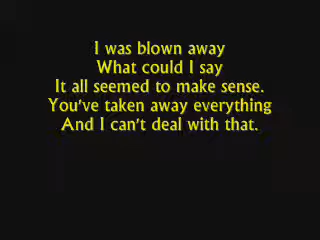 I was blown away
What could I say
It all seemed to make sense.
You've taken away everything
And I can't deal with that.